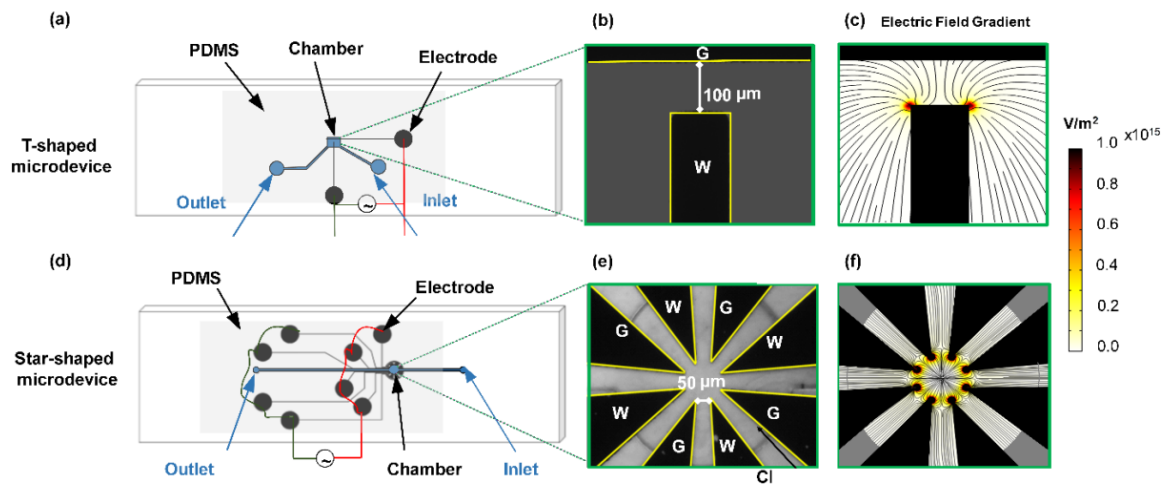 (a)
PDMS
Chamber
Electrode
T-shaped
microdevice
Outlet
Inlet
~
(b)
G
100 µm
W
(c)
Electric Field Gradient
V/m²
x10¹⁵
1.0
0.8
0.6
0.4
0.2
0.0
(d)
PDMS
Electrode
Star-shaped
microdevice
Outlet
Chamber
Inlet
~
(e)
W
G
G
W
50 µm
W
G
G
W
CI
(f)